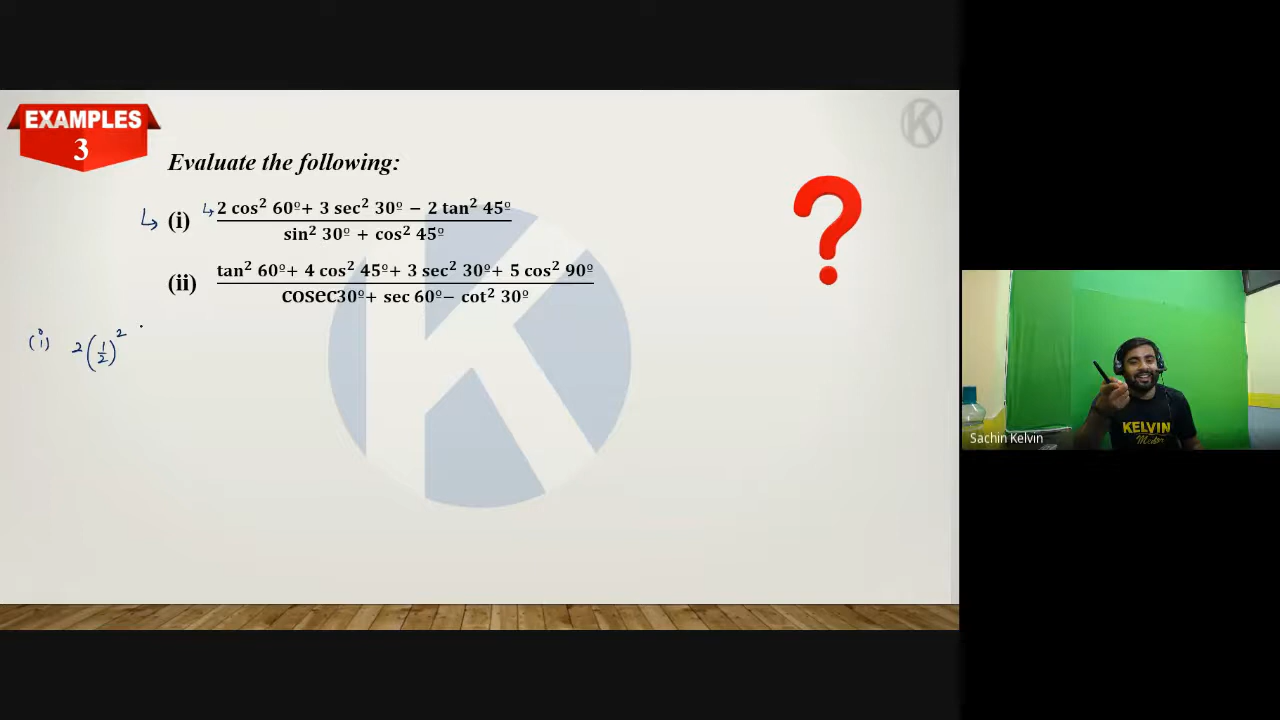 EXAMPLES
3
Evaluate the following:
(i) 2 cos² 60º+ 3 sec² 30º − 2 tan² 45º
sin² 30º + cos² 45º
(ii) tan² 60º+ 4 cos² 45º+ 3 sec² 30º+ 5 cos² 90º
cosec30º+ sec 60º− cot² 30º
(i) 2(1/2)²
K
K
?
KELVIN
Sachin Kelvin